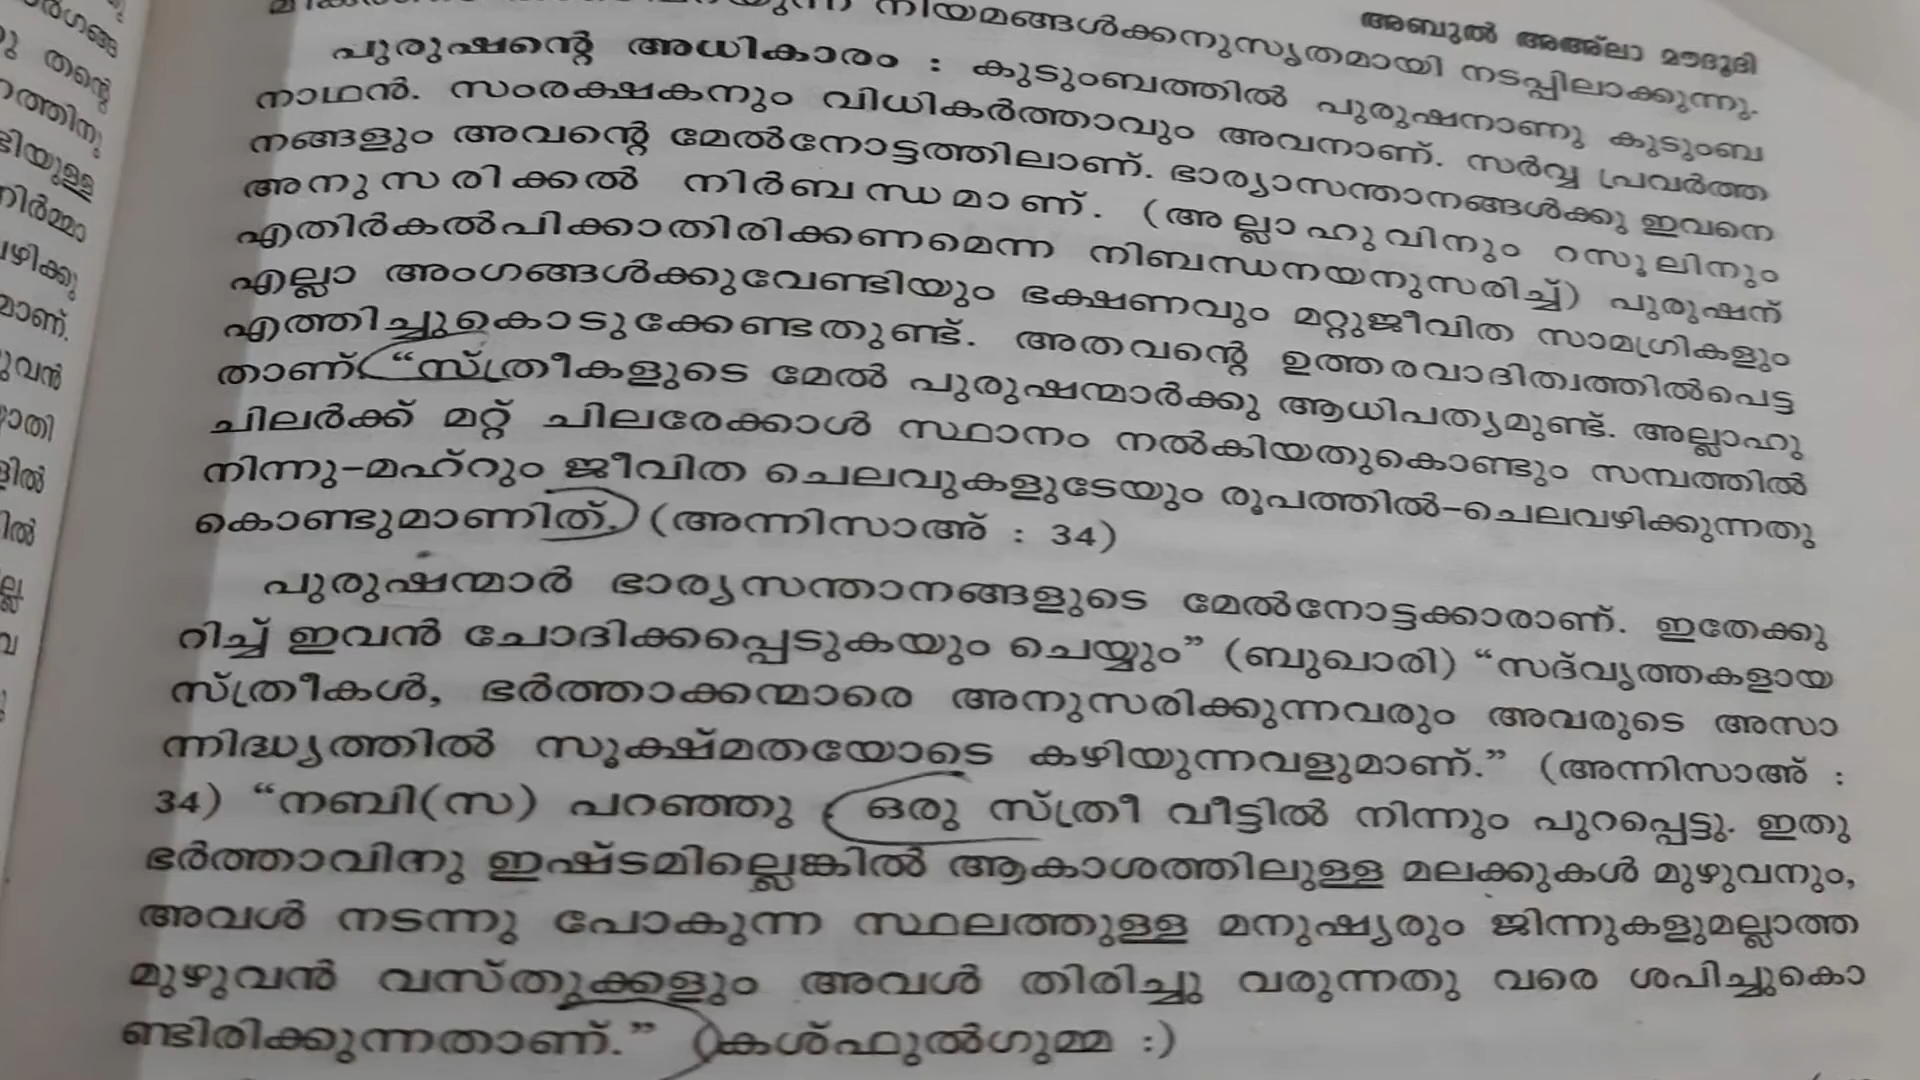 അബുൽ അഅ്ലാ മൗദൂദി
നിയമങ്ങൾക്കനുസൃതമായി നടപ്പിലാക്കുന്നു.
പുരുഷന്റെ അധികാരം : കുടുംബത്തിൽ പുരുഷനാണു കുടുംബ
നാഥൻ. സംരക്ഷകനും വിധികർത്താവും അവനാണ്. സർവ്വ പ്രവർത്ത
നങ്ങളും അവന്റെ മേൽനോട്ടത്തിലാണ്. ഭാര്യാസന്താനങ്ങൾക്കു ഇവനെ
അനുസരിക്കൽ നിർബന്ധമാണ്. (അല്ലാഹുവിനും റസൂലിനും
എതിർകൽപിക്കാതിരിക്കണമെന്ന നിബന്ധനയനുസരിച്ച്) പുരുഷന്
എല്ലാ അംഗങ്ങൾക്കുവേണ്ടിയും ഭക്ഷണവും മറ്റുജീവിത സാമഗ്രികളും
എത്തിച്ചുകൊടുക്കേണ്ടതുണ്ട്. അതവന്റെ ഉത്തരവാദിത്വത്തിൽപെട്ട
താണ് “സ്ത്രീകളുടെ മേൽ പുരുഷന്മാർക്കു ആധിപത്യമുണ്ട്. അല്ലാഹു
ചിലർക്ക് മറ്റ് ചിലരേക്കാൾ സ്ഥാനം നൽകിയതുകൊണ്ടും സമ്പത്തിൽ
നിന്നു-മഹ്റും ജീവിത ചെലവുകളുടേയും രൂപത്തിൽ-ചെലവഴിക്കുന്നതു
കൊണ്ടുമാണിത്. (അന്നിസാഅ് : 34)
പുരുഷന്മാർ ഭാര്യസന്താനങ്ങളുടെ മേൽനോട്ടക്കാരാണ്. ഇതേക്കു
റിച്ച് ഇവൻ ചോദിക്കപ്പെടുകയും ചെയ്യും” (ബുഖാരി) “സദ്‌വൃത്തകളായ
സ്ത്രീകൾ, ഭർത്താക്കന്മാരെ അനുസരിക്കുന്നവരും അവരുടെ അസാ
ന്നിദ്ധ്യത്തിൽ സൂക്ഷ്മതയോടെ കഴിയുന്നവളുമാണ്.” (അന്നിസാഅ് :
34) “നബി(സ) പറഞ്ഞു ഒരു സ്ത്രീ വീട്ടിൽ നിന്നും പുറപ്പെട്ടു. ഇതു
ഭർത്താവിനു ഇഷ്ടമില്ലെങ്കിൽ ആകാശത്തിലുള്ള മലക്കുകൾ മുഴുവനും,
അവൾ നടന്നു പോകുന്ന സ്ഥലത്തുള്ള മനുഷ്യരും ജിന്നുകളുമല്ലാത്ത
മുഴുവൻ വസ്തുക്കളും അവൾ തിരിച്ചു വരുന്നതു വരെ ശപിച്ചുകൊ
ണ്ടിരിക്കുന്നതാണ്.” (കശ്ഫുൽഗുമ്മ :)